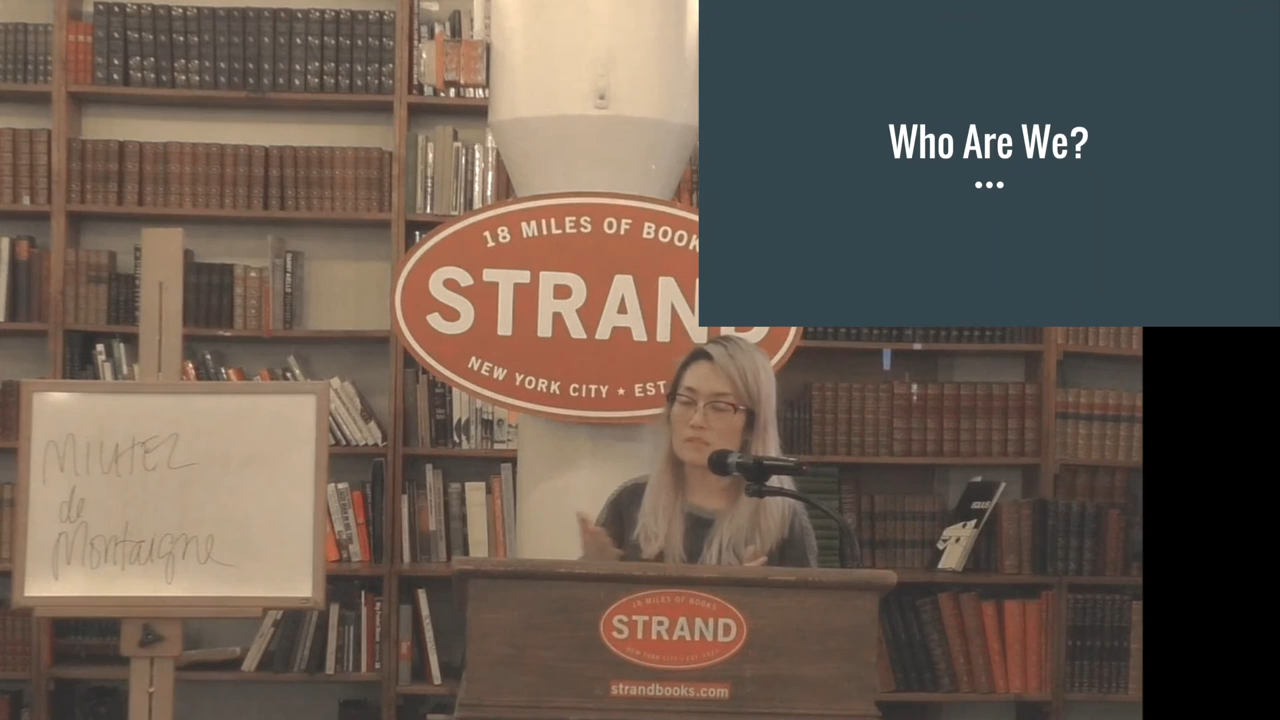 Who Are We?
18 MILES OF BOOK
STRAND
NEW YORK CITY ★ EST
MICHEL
de
Montaigne
18 MILES OF BOOKS
STRAND
strandbooks.com